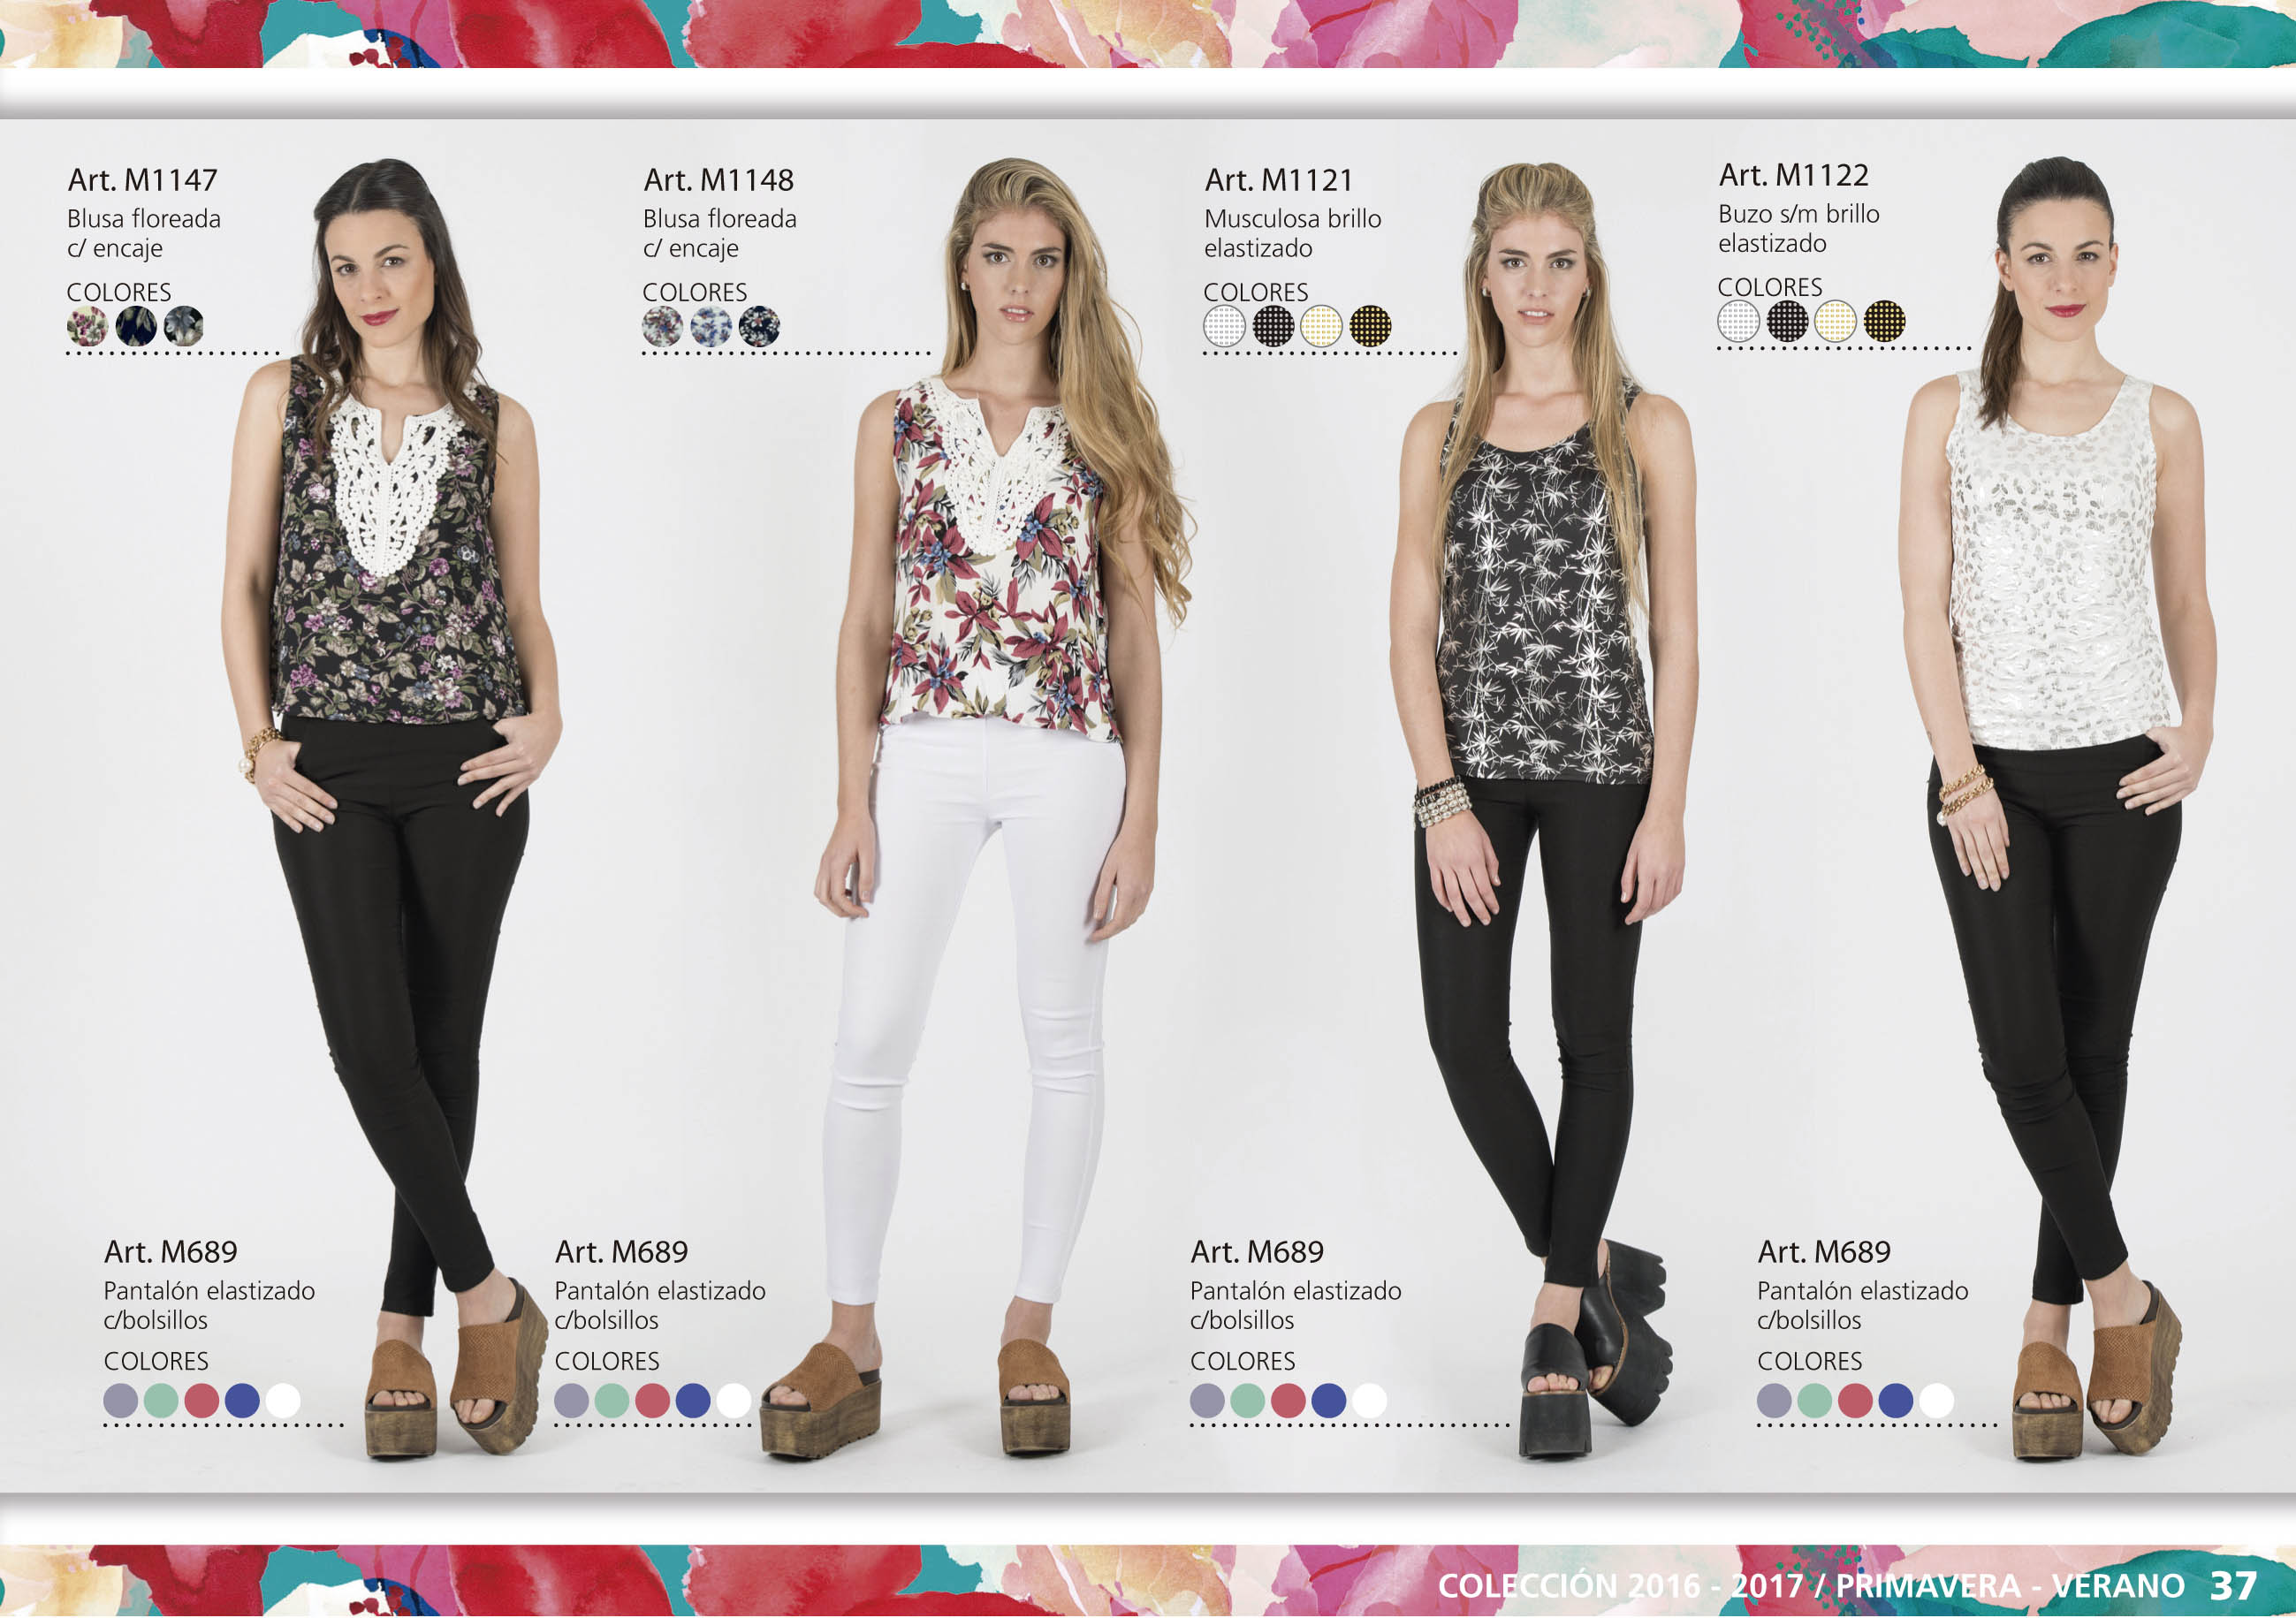 Art. M1147
Blusa floreada
c/ encaje
COLORES
Art. M1148
Blusa floreada
c/ encaje
COLORES
Art. M1121
Musculosa brillo
elastizado
COLORES
Art. M1122
Buzo s/m brillo
elastizado
COLORES
Art. M689
Pantalón elastizado
c/bolsillos
COLORES
Art. M689
Pantalón elastizado
c/bolsillos
COLORES
Art. M689
Pantalón elastizado
c/bolsillos
COLORES
Art. M689
Pantalón elastizado
c/bolsillos
COLORES
COLECCIÓN 2016 - 2017 / PRIMAVERA - VERANO 37